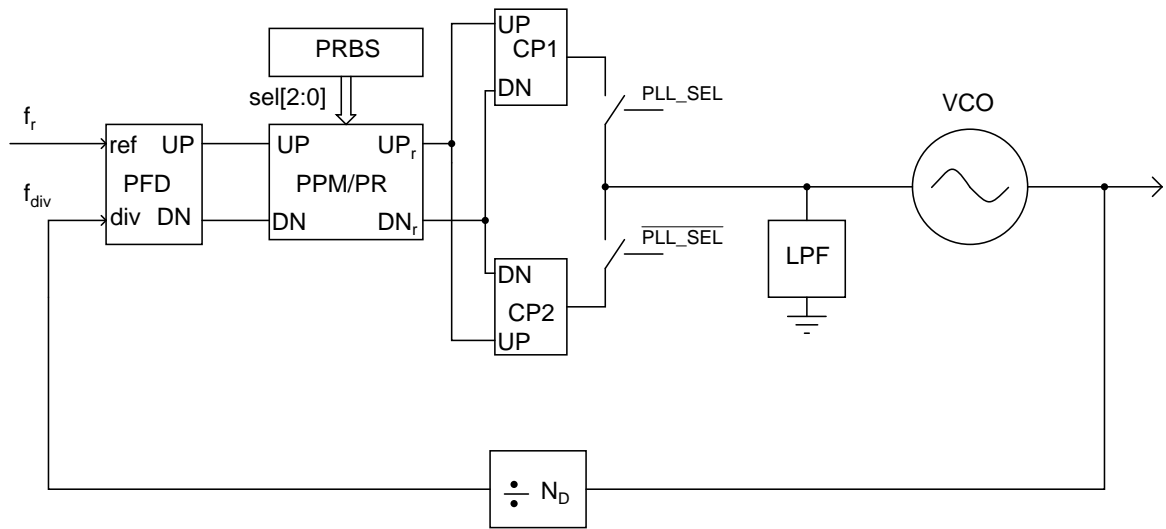 PRBS
sel[2:0]
f_r
f_div
ref
UP
PFD
div
DN
UP
UP_r
PPM/PR
DN
DN_r
UP
CP1
DN
DN
CP2
UP
PLL_SEL
P̅L̅L̅_̅S̅E̅L̅
VCO
LPF
÷ N_D